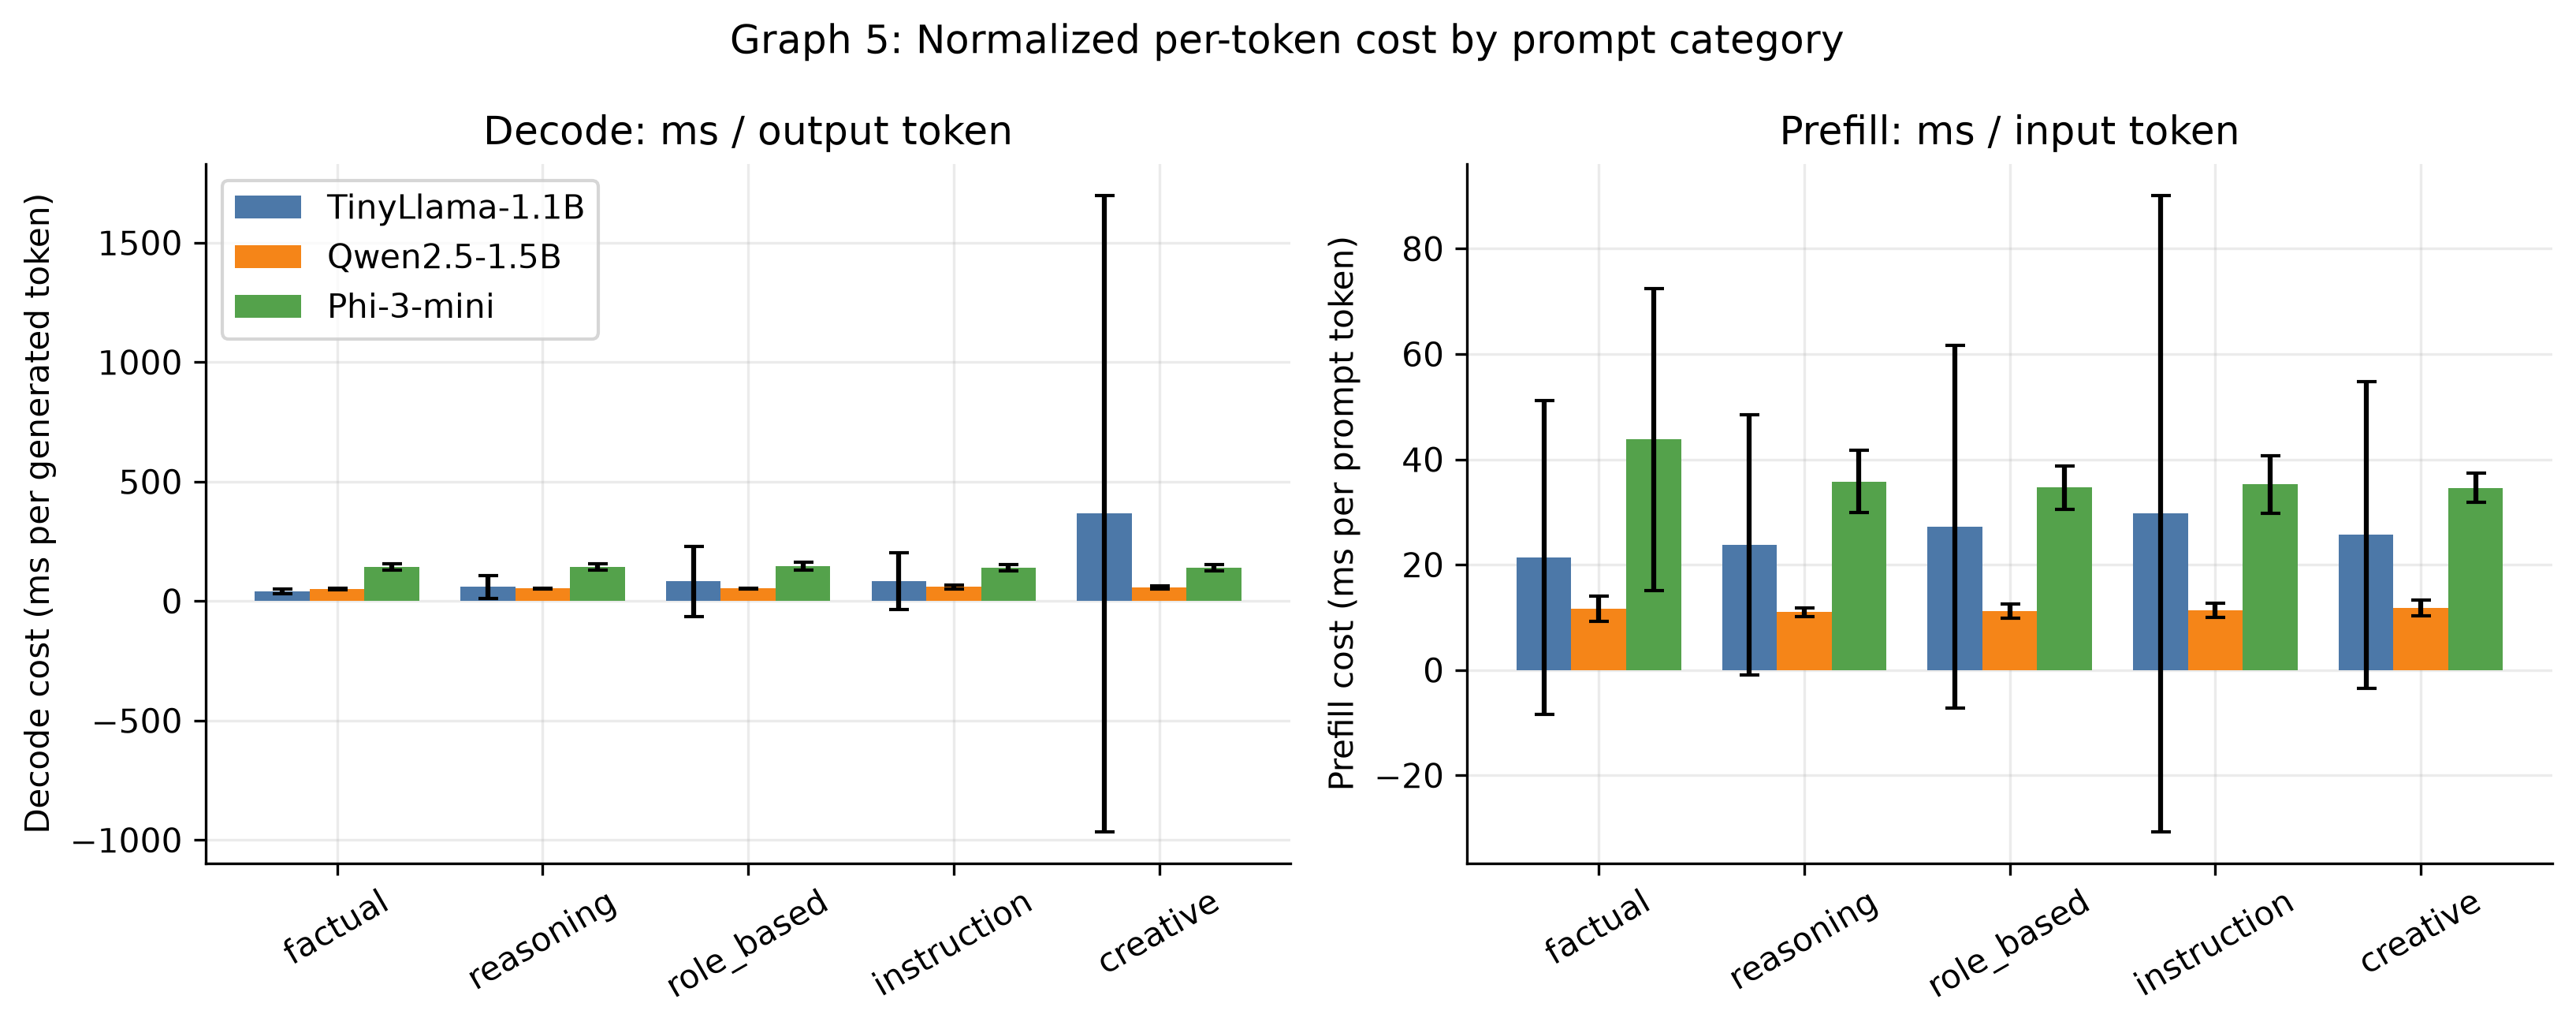 Graph 5: Normalized per-token cost by prompt category
Decode: ms / output token
Decode cost (ms per generated token)
1500
1000
500
0
−500
−1000
TinyLlama-1.1B
Qwen2.5-1.5B
Phi-3-mini
factual
reasoning
role_based
instruction
creative
Prefill: ms / input token
Prefill cost (ms per prompt token)
80
60
40
20
0
−20
factual
reasoning
role_based
instruction
creative